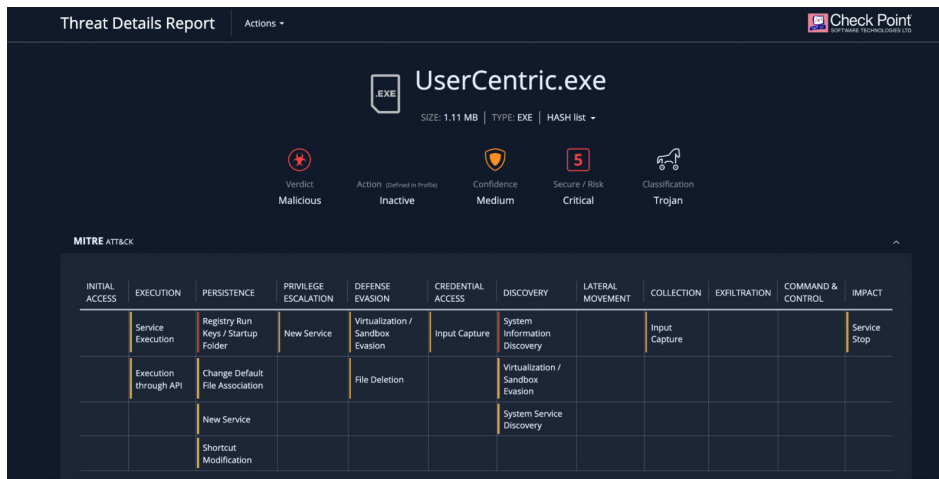 Threat Details Report
Actions
Check Point
SOFTWARE TECHNOLOGIES LTD.
.EXE
UserCentric.exe
SIZE: 1.11 MB | TYPE: EXE | HASH list
5
Verdict
Action (Defined in Profile)
Confidence
Secure / Risk
Classification
Malicious
Inactive
Medium
Critical
Trojan
MITRE ATT&CK
INITIAL
ACCESS
EXECUTION
PERSISTENCE
PRIVILEGE
ESCALATION
DEFENSE
EVASION
CREDENTIAL
ACCESS
DISCOVERY
LATERAL
MOVEMENT
COLLECTION
EXFILTRATION
COMMAND &
CONTROL
IMPACT
Service
Execution
Registry Run
Keys / Startup
Folder
New Service
Virtualization /
Sandbox
Evasion
Input Capture
System
Information
Discovery
Input
Capture
Service
Stop
Execution
through API
Change Default
File Association
File Deletion
Virtualization /
Sandbox
Evasion
New Service
System Service
Discovery
Shortcut
Modification